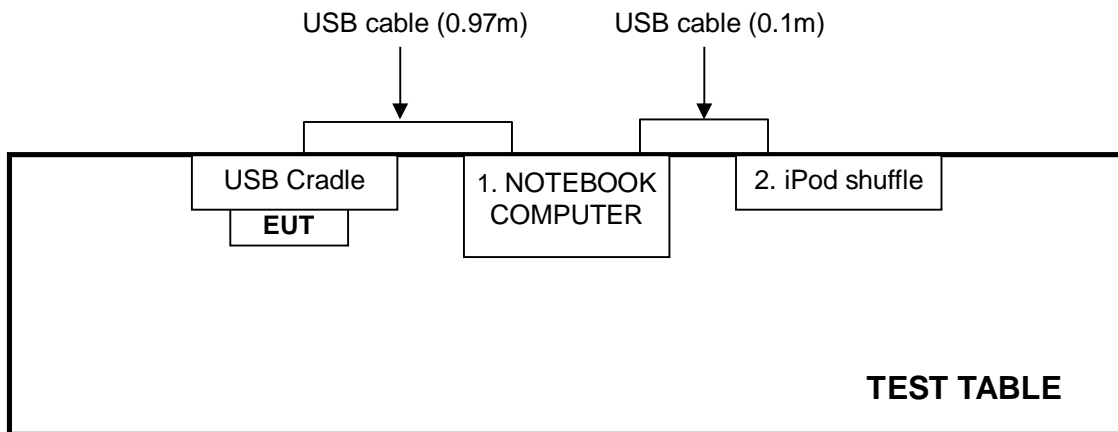 USB cable (0.97m)
USB cable (0.1m)
USB Cradle
EUT
1. NOTEBOOK
COMPUTER
2. iPod shuffle
TEST TABLE